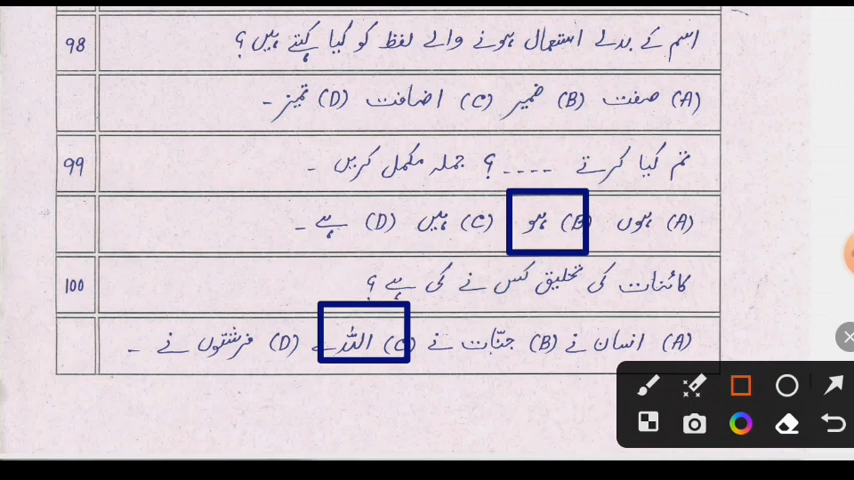 98 اسم کے بدلے استعمال ہونے والے لفظ کو کیا کہتے ہیں؟
(A) صفت (B) ضمیر (C) اضافت (D) تمیز ۔
99 تم کیا کرتے ....؟ جملہ مکمل کریں ۔
(A) ہوں (B) ہو (C) ہیں (D) ہے ۔
100 کائنات کی تخلیق کس نے کی ہے؟
(A) انسان نے (B) جنّات نے (C) اللہ نے (D) فرشتوں نے ۔